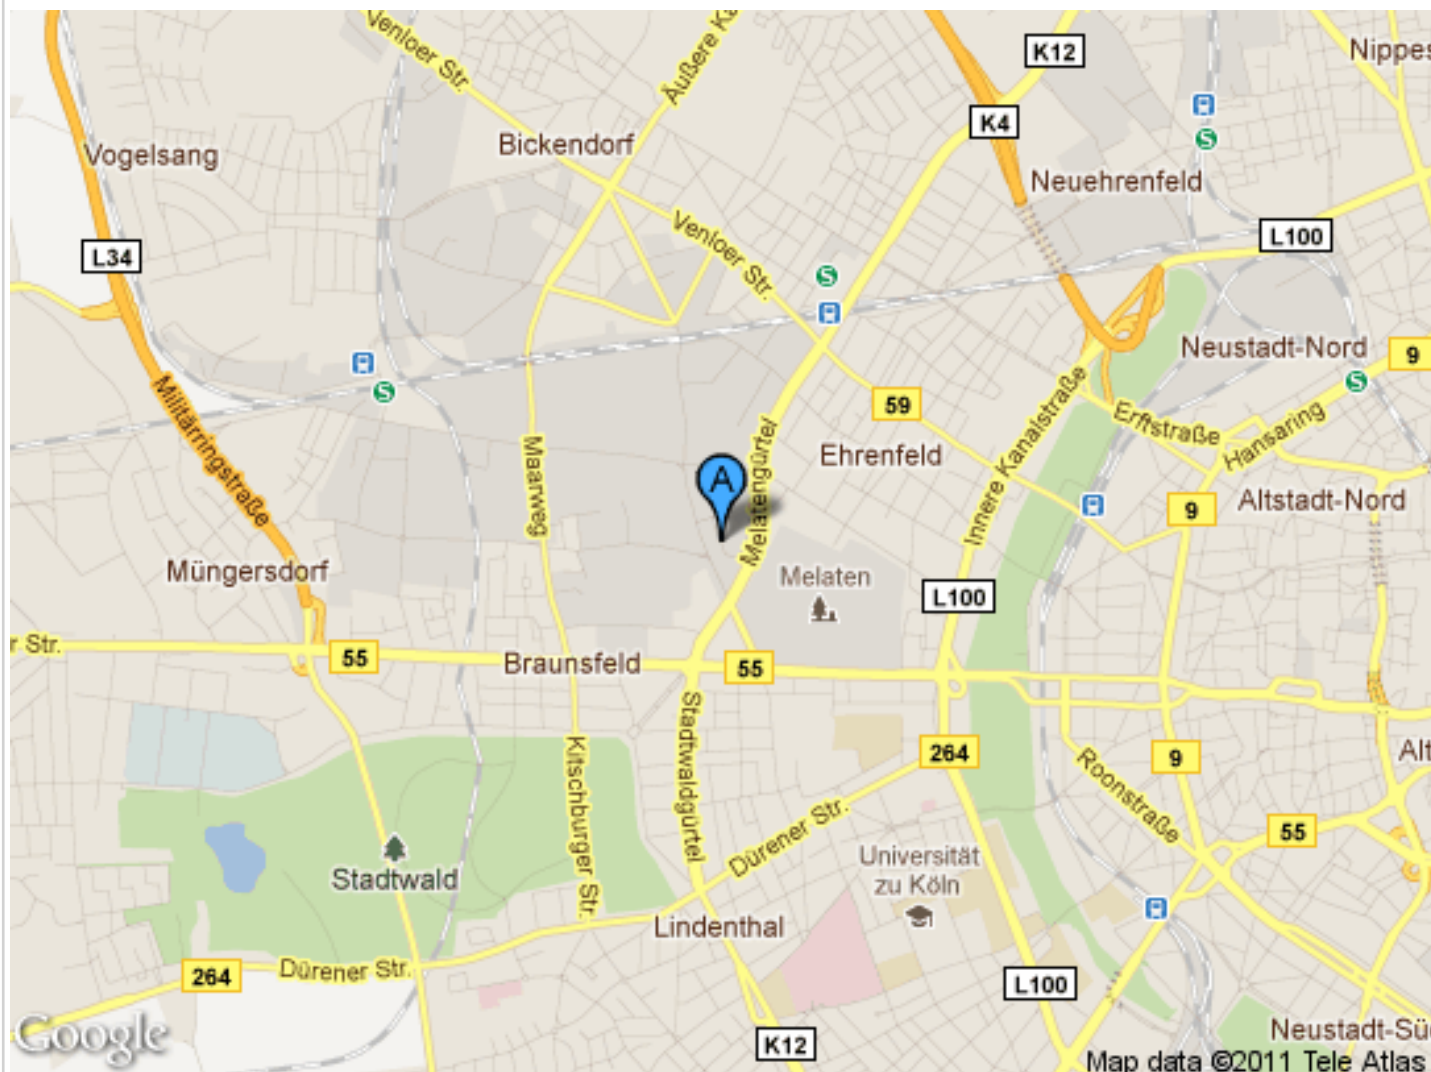 Venloer Str.
Äußere Ka
K12
Nippes
K4
Bickendorf
Vogelsang
Neuehrenfeld
S
L34
Venloer Str.
L100
S
Neustadt-Nord
9
S
S
Militärringstraße
59
Innere Kanalstraße
Erftstraße
Hansaring
Maarweg
Melatengürtel
Ehrenfeld
A
9
Altstadt-Nord
Müngersdorf
Melaten
L100
r Str.
55
Braunsfeld
55
Stadtwaldgürtel
Kitschburger Str.
264
9
Alt
Roonstraße
55
Dürener Str.
Stadtwald
Universität
zu Köln
Lindenthal
264
Dürener Str.
L100
Google
K12
Neustadt-Sü
Map data ©2011 Tele Atlas